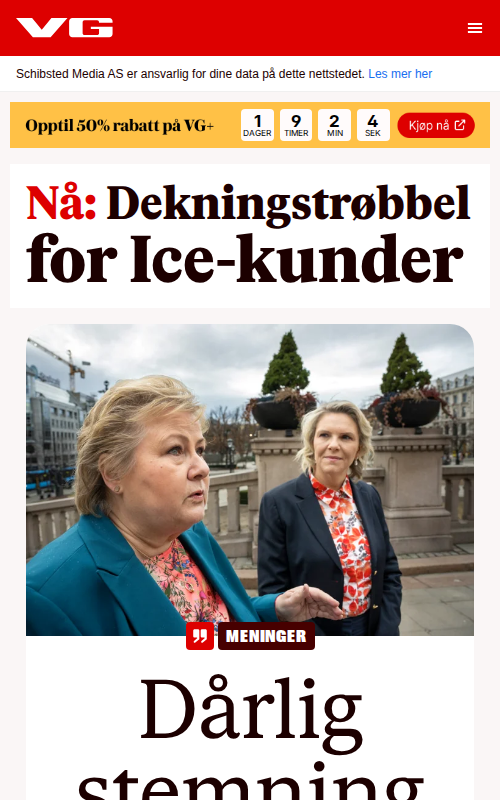 VG
Schibsted Media AS er ansvarlig for dine data på dette nettstedet. Les mer her
Opptil 50% rabatt på VG+
1 9 2 4
DAGER TIMER MIN SEK
Kjøp nå
Nå: Dekningstrøbbel
for Ice-kunder
MENINGER
Dårlig
stemning